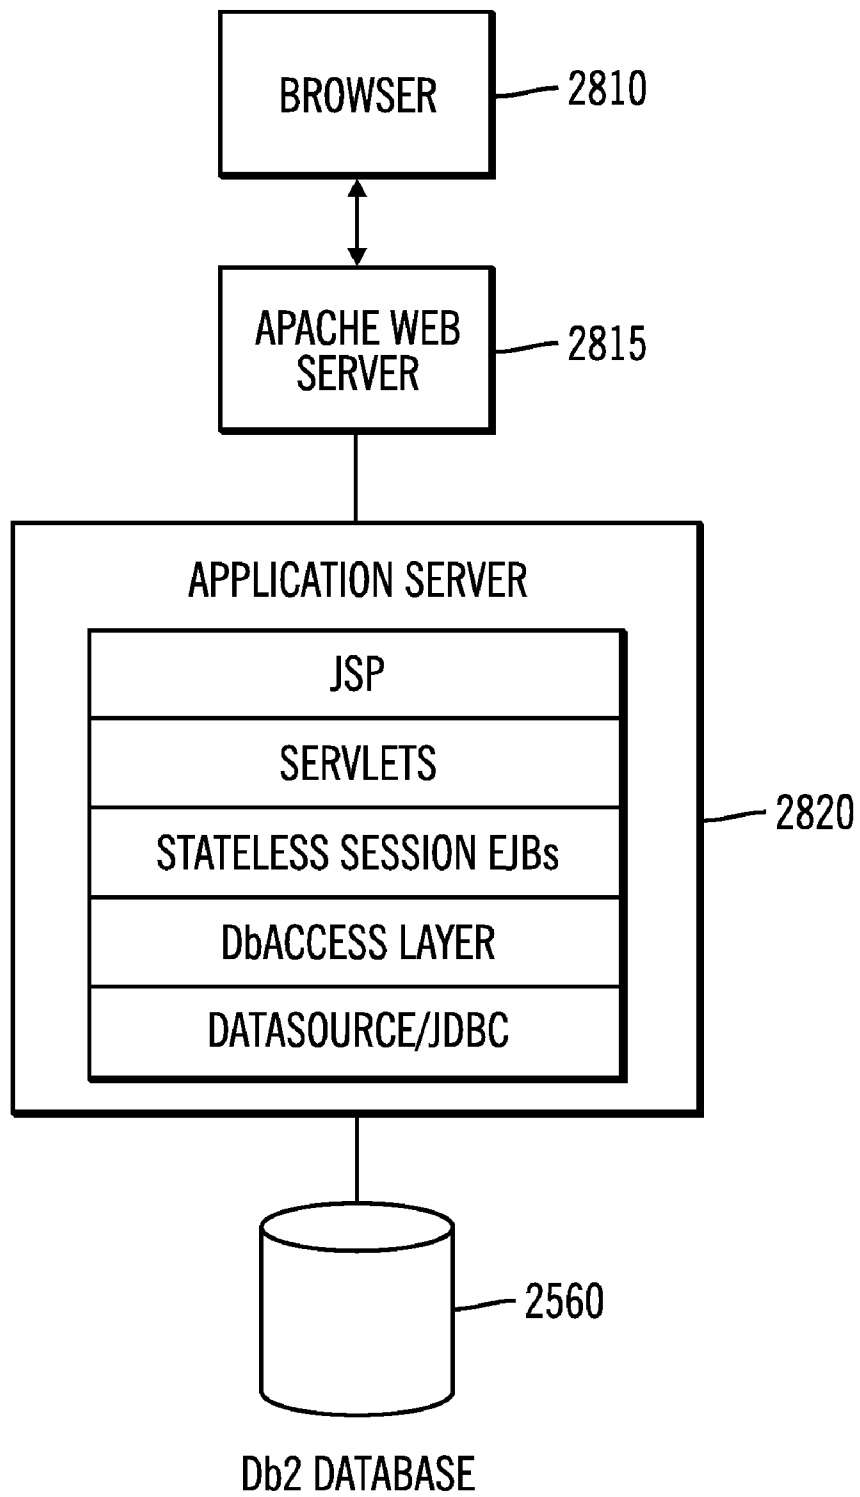 BROWSER
2810
APACHE WEB
SERVER
2815
APPLICATION SERVER
JSP
SERVLETS
STATELESS SESSION EJBs
DbACCESS LAYER
DATASOURCE/JDBC
2820
2560
Db2 DATABASE